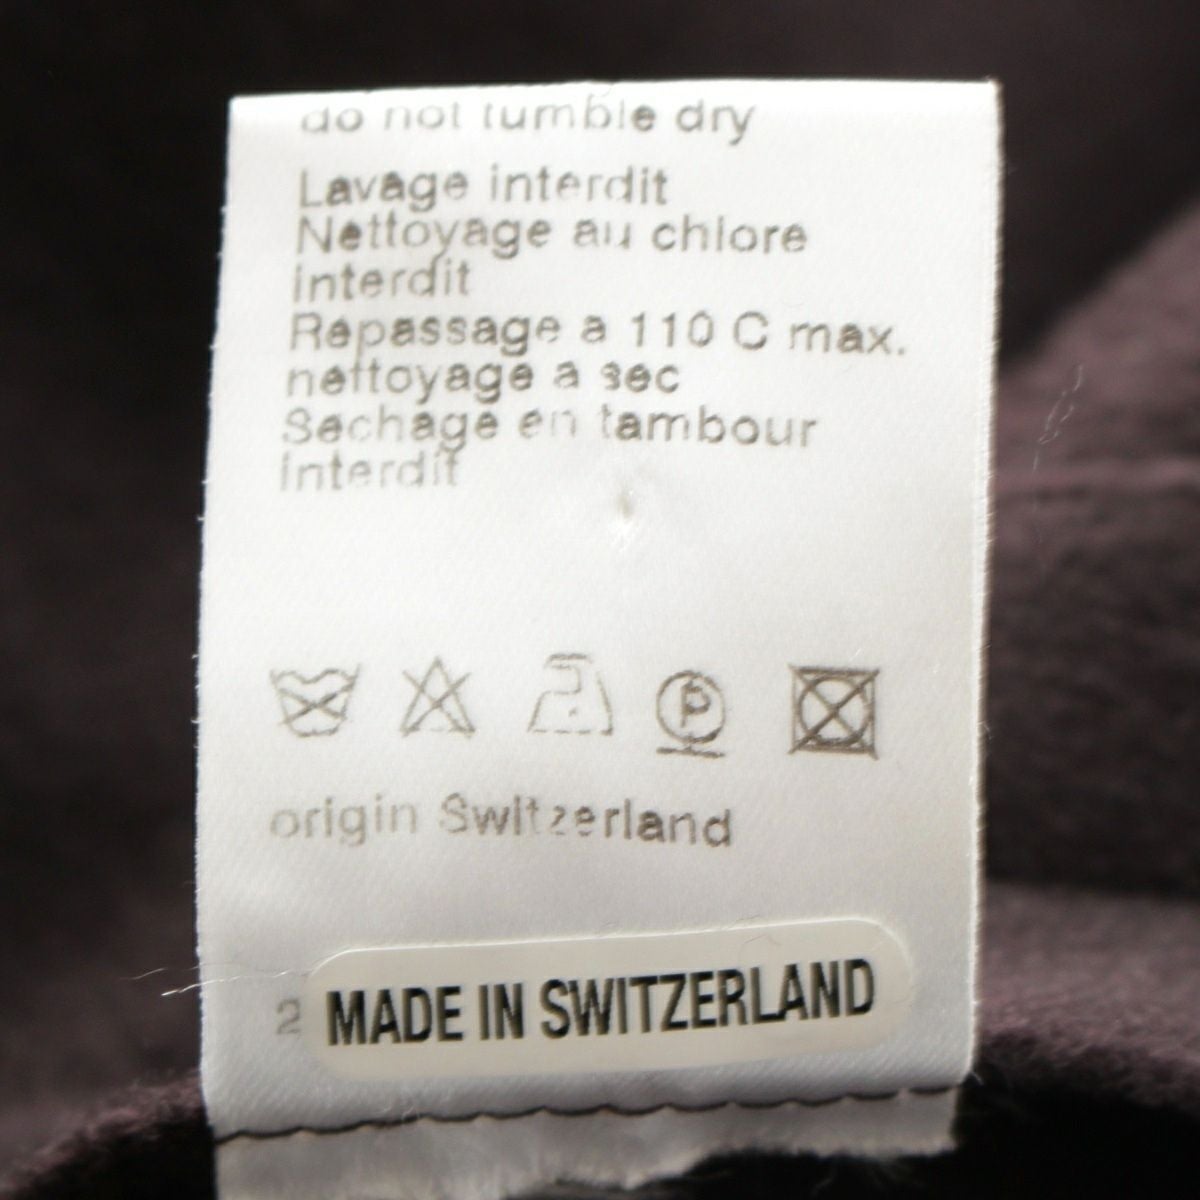 do not tumble dry
Lavage interdit
Nettoyage au chlore
interdit
Repassage a 110 C max.
nettoyage a sec
Sechage en tambour
interdit
P
origin Switzerland
2
MADE IN SWITZERLAND